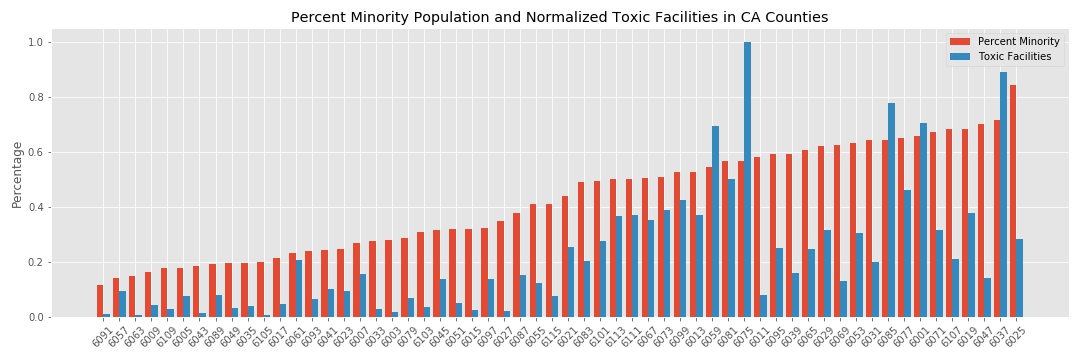 Percent Minority Population and Normalized Toxic Facilities in CA Counties
Percent Minority
Toxic Facilities
Percentage
1.0
0.8
0.6
0.4
0.2
0.0
6091 6057 6063 6009 6109 6005 6043 6089 6049 6035 6105 6017 6061 6093 6041 6023 6007 6033 6003 6079 6103 6045 6051 6015 6097 6027 6087 6055 6115 6021 6083 6101 6113 6111 6067 6073 6099 6013 6059 6081 6075 6011 6095 6039 6065 6029 6069 6053 6031 6085 6077 6001 6071 6107 6019 6047 6037 6025